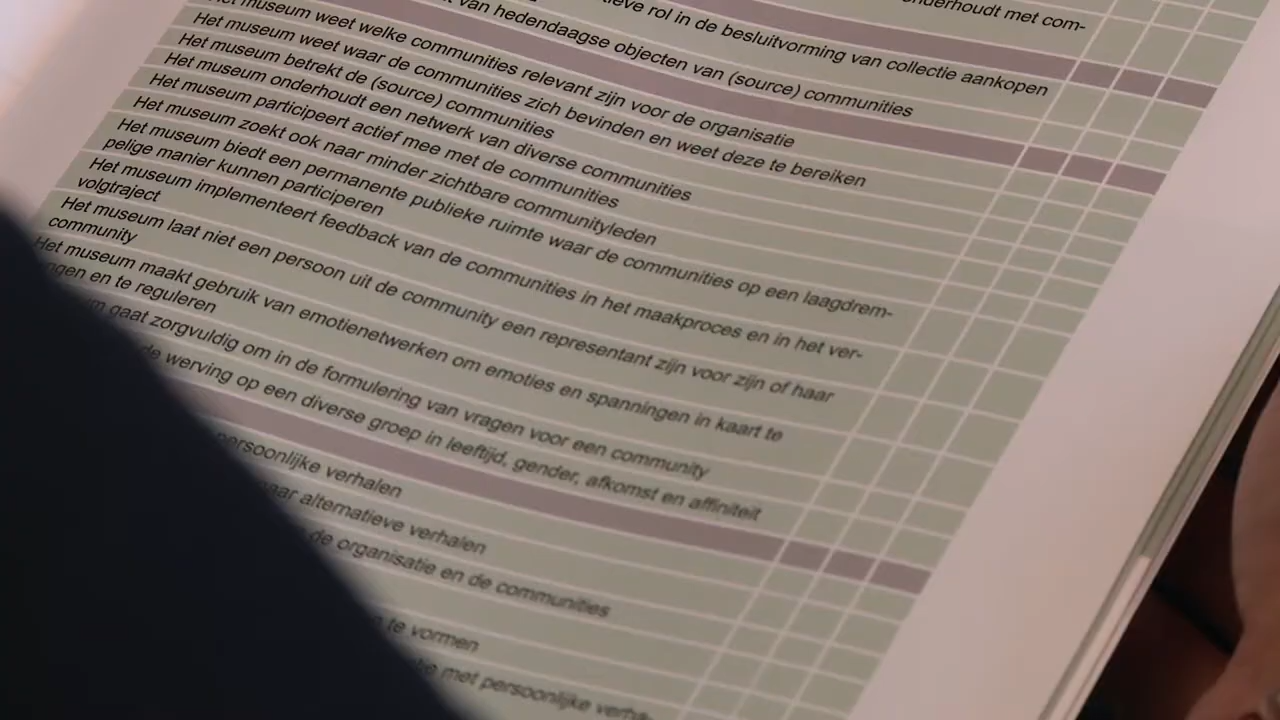 onderhoudt met com-
rol in de besluitvorming van collectie aankopen
van hedendaagse objecten van (source) communities
Het museum weet welke communities relevant zijn voor de organisatie
Het museum weet waar de communities zich bevinden en weet deze te bereiken
Het museum betrekt de (source) communities
Het museum onderhoudt een netwerk van diverse communities
Het museum participeert actief mee met de communities
Het museum zoekt ook naar minder zichtbare communityleden
Het museum biedt een permanente publieke ruimte waar de communities op een laagdrem-
pelige manier kunnen participeren
Het museum implementeert feedback van de communities in het maakproces en in het ver-
volgtraject
Het museum laat niet een persoon uit de community een representant zijn voor zijn of haar
community
Het museum maakt gebruik van emotienetwerken om emoties en spanningen in kaart te
en te reguleren
gaat zorgvuldig om in de formulering van vragen voor een community
de werving op een diverse groep in leeftijd, gender, afkomst en affiniteit
persoonlijke verhalen
naar alternatieve verhalen
de organisatie en de communities
te vormen
met persoonlijke verha-